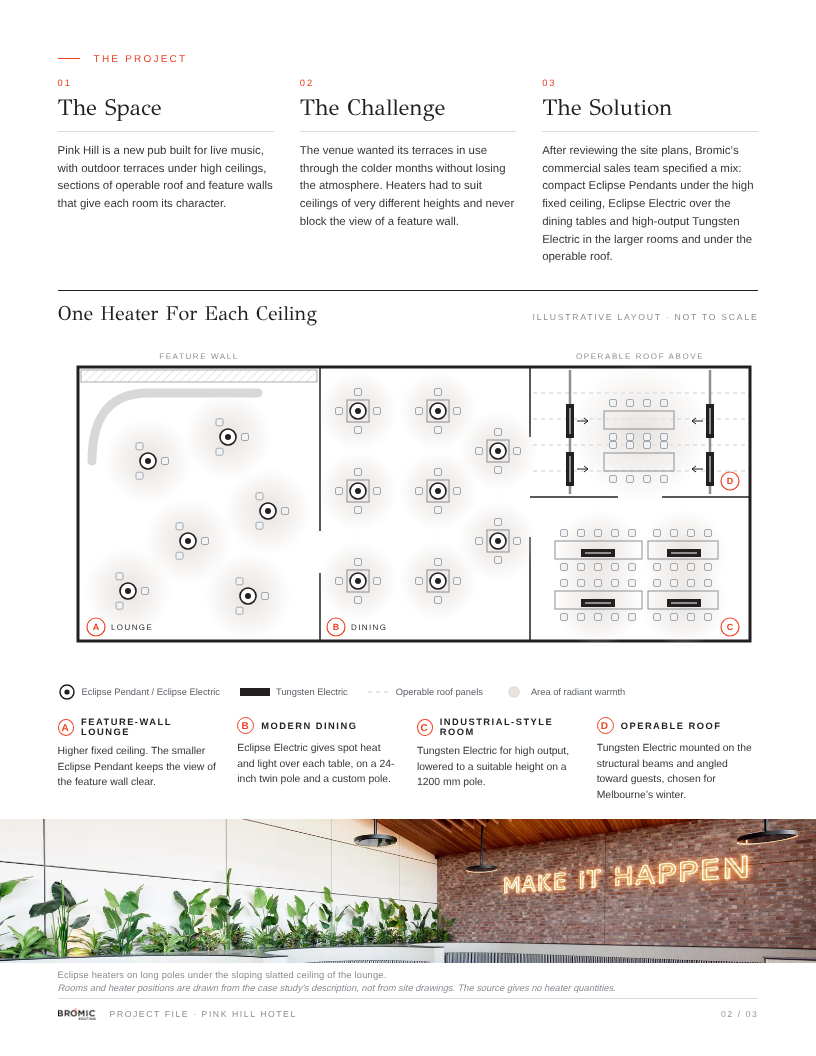 THE PROJECT
01
The Space
Pink Hill is a new pub built for live music,
with outdoor terraces under high ceilings,
sections of operable roof and feature walls
that give each room its character.
02
The Challenge
The venue wanted its terraces in use
through the colder months without losing
the atmosphere. Heaters had to suit
ceilings of very different heights and never
block the view of a feature wall.
03
The Solution
After reviewing the site plans, Bromic’s
commercial sales team specified a mix:
compact Eclipse Pendants under the high
fixed ceiling, Eclipse Electric over the
dining tables and high-output Tungsten
Electric in the larger rooms and under the
operable roof.
One Heater For Each Ceiling
ILLUSTRATIVE LAYOUT · NOT TO SCALE
FEATURE WALL
OPERABLE ROOF ABOVE
D
A LOUNGE
B DINING
C
Eclipse Pendant / Eclipse Electric
Tungsten Electric
Operable roof panels
Area of radiant warmth
A FEATURE-WALL
LOUNGE
Higher fixed ceiling. The smaller
Eclipse Pendant keeps the view of
the feature wall clear.
B MODERN DINING
Eclipse Electric gives spot heat
and light over each table, on a 24-
inch twin pole and a custom pole.
C INDUSTRIAL-STYLE
ROOM
Tungsten Electric for high output,
lowered to a suitable height on a
1200 mm pole.
D OPERABLE ROOF
Tungsten Electric mounted on the
structural beams and angled
toward guests, chosen for
Melbourne’s winter.
MAKE iT HAPPEN
Eclipse heaters on long poles under the sloping slatted ceiling of the lounge.
Rooms and heater positions are drawn from the case study’s description, not from site drawings. The source gives no heater quantities.
BROMIC
HEATING
PROJECT FILE · PINK HILL HOTEL
02 / 03